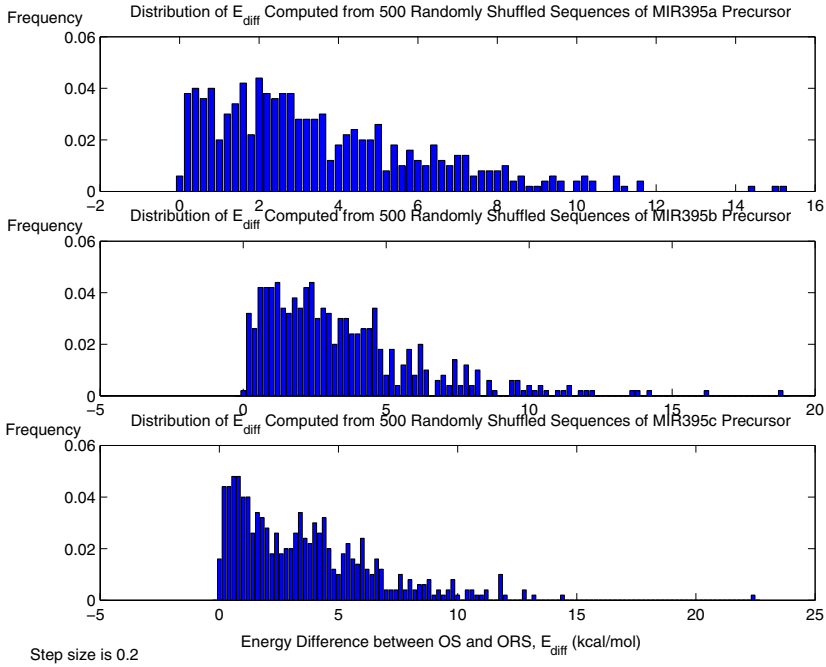 Distribution of E_diff Computed from 500 Randomly Shuffled Sequences of MIR395a Precursor
Frequency
0.06
0.04
0.02
0
−2 0 2 4 6 8 10 12 14 16
Distribution of E_diff Computed from 500 Randomly Shuffled Sequences of MIR395b Precursor
Frequency
0.06
0.04
0.02
0
−5 0 5 10 15 20
Distribution of E_diff Computed from 500 Randomly Shuffled Sequences of MIR395c Precursor
Frequency
0.06
0.04
0.02
0
−5 0 5 10 15 20 25
Energy Difference between OS and ORS, E_diff (kcal/mol)
Step size is 0.2